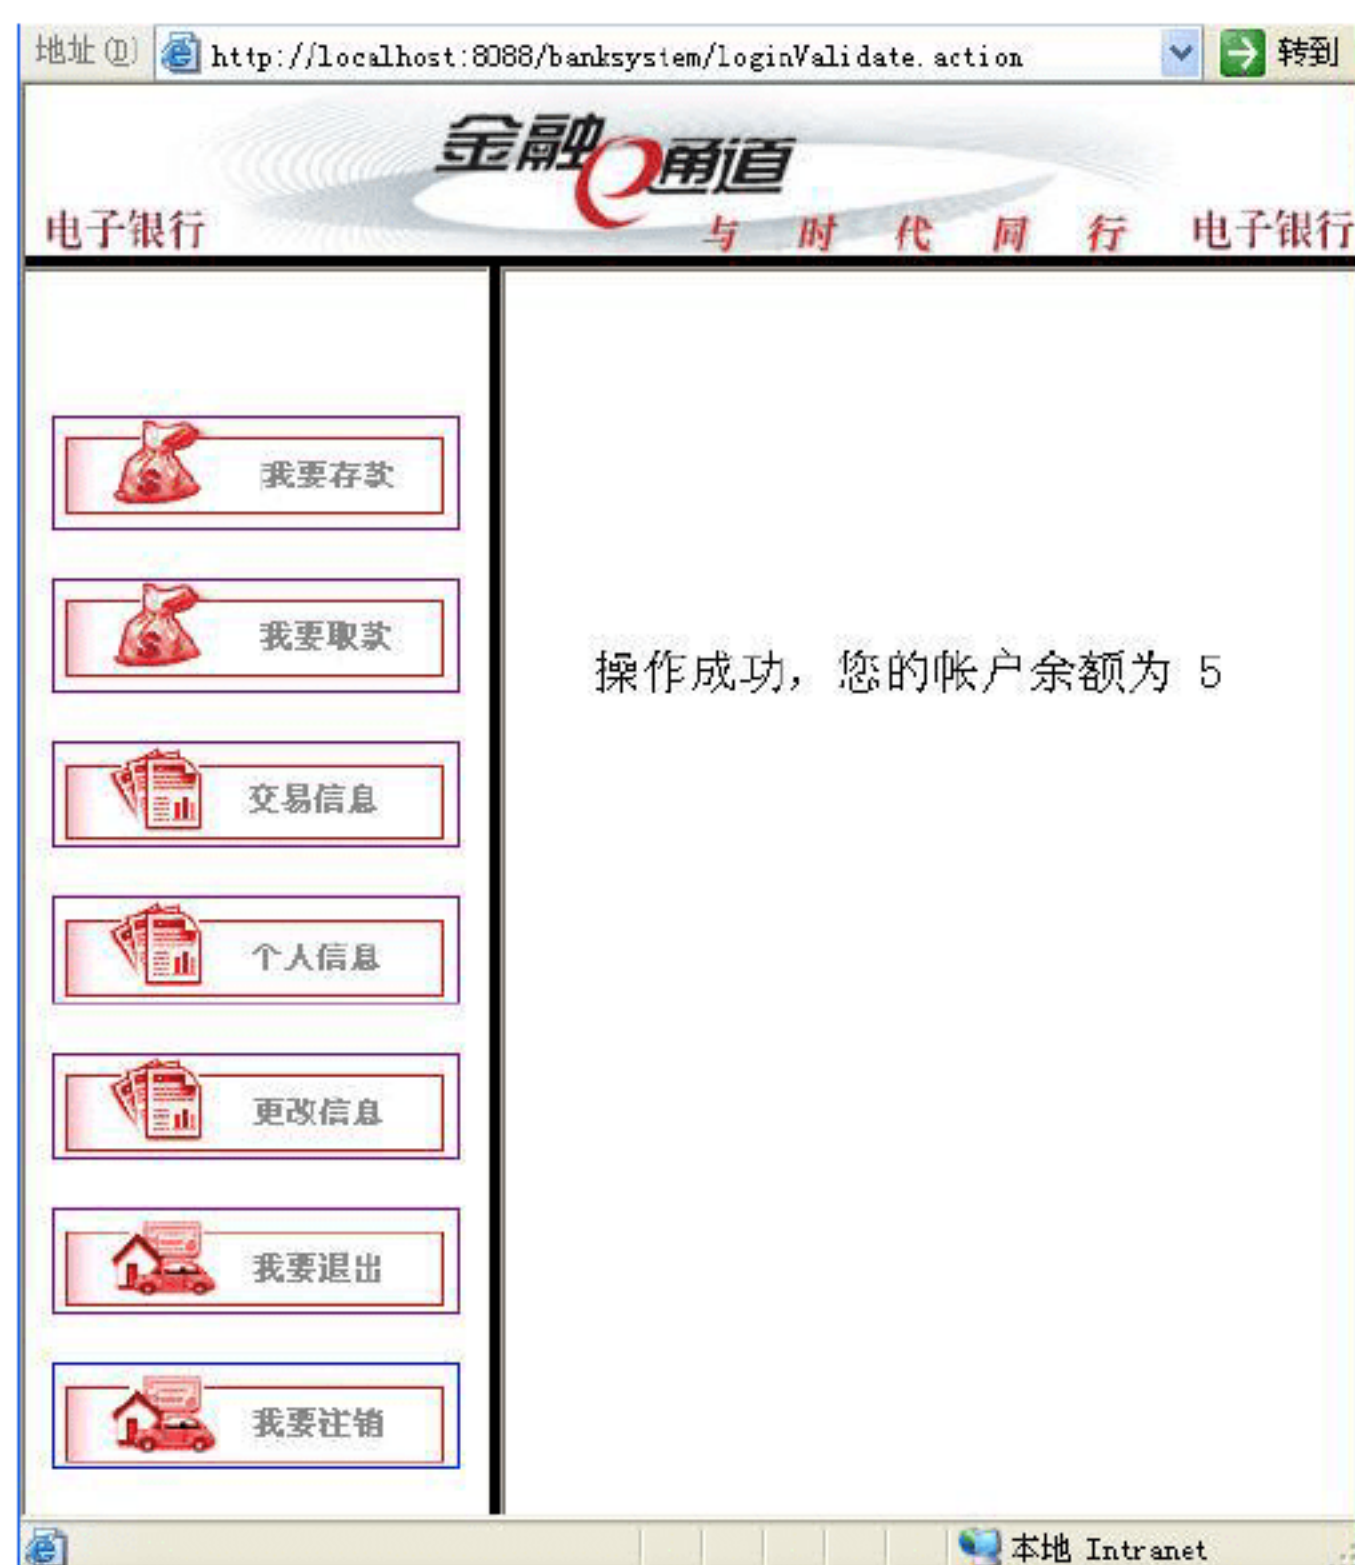 地址(D) http://localhost:8088/banksystem/loginValidate.action 转到
金融e通道
电子银行 与时代同行 电子银行
我要存款
我要取款
操作成功，您的帐户余额为 5
交易信息
个人信息
更改信息
我要退出
我要注销
本地 Intranet